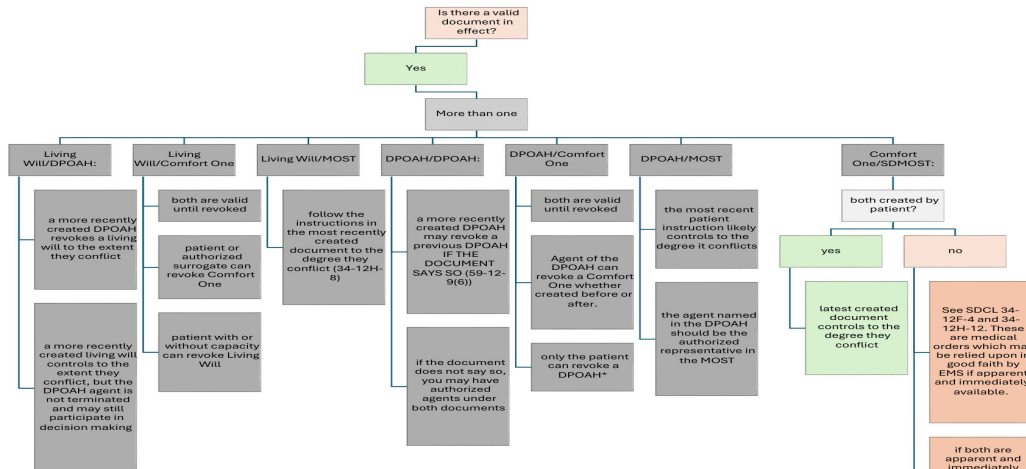 Is there a valid
document in
effect?
Yes
More than one
Living
Will/DPOAH:
a more recently
created DPOAH
revokes a living
will to the extent
they conflict
a more recently
created living will
controls to the
extent they
conflict, but the
DPOAH agent is
not terminated
and may still
participate in
decision making
Living
Will/Comfort One
both are valid
until revoked
patient or
authorized
surrogate can
revoke Comfort
One
patient with or
without capacity
can revoke Living
Will
Living Will/MOST
follow the
instructions in
the most recently
created
document to the
degree they
conflict (34-12H-
8)
DPOAH/DPOAH:
a more recently
created DPOAH
may revoke a
previous DPOAH
IF THE
DOCUMENT
SAYS SO (59-12-
9(6))
if the document
does not say so,
you may have
authorized
agents under
both documents
DPOAH/Comfort
One
both are valid
until revoked
Agent of the
DPOAH can
revoke a Comfort
One whether
created before or
after.
only the patient
can revoke a
DPOAH*
DPOAH/MOST
the most recent
patient
instruction likely
controls to the
degree it conflicts
the agent named
in the DPOAH
should be the
authorized
representative in
the MOST
Comfort
One/SDMOST:
both created by
patient?
yes
latest created
document
controls to the
degree they
conflict
no
See SDCL 34-
12F-4 and 34-
12H-12. These
are medical
orders which may
be relied upon in
good faith by
EMS if apparent
and immediately
available.
if both are
apparent and
immediately